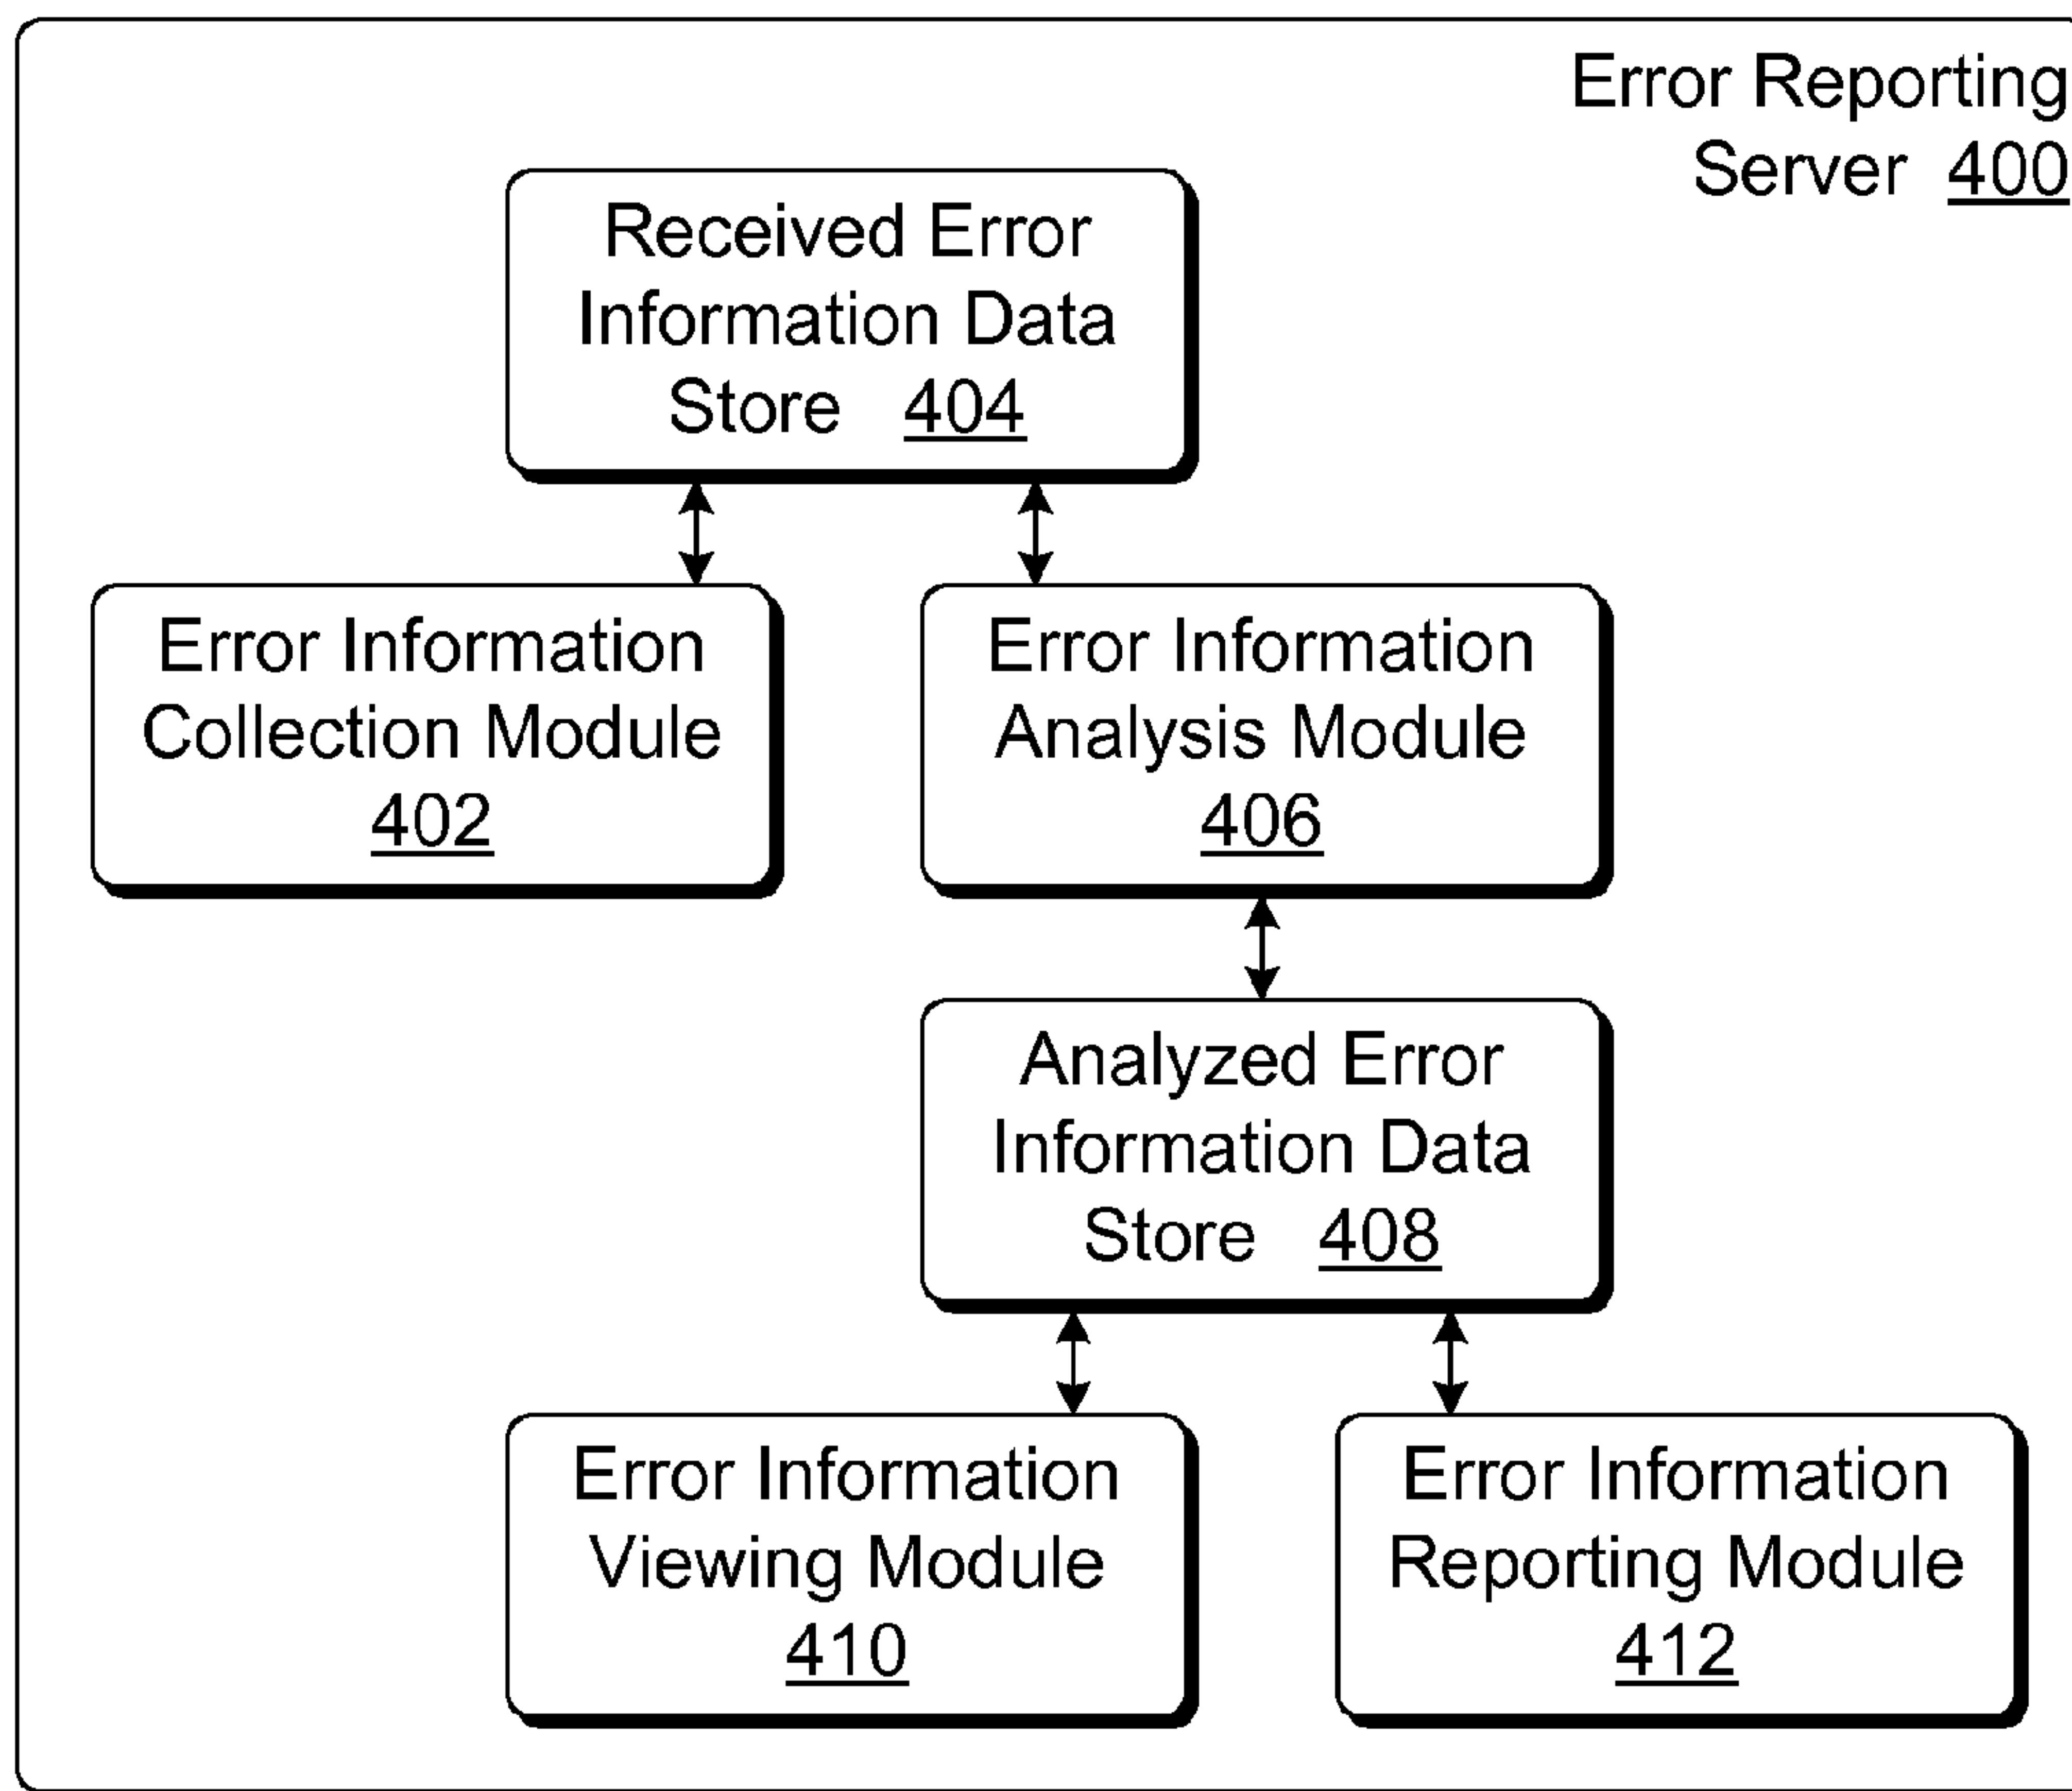 Error Reporting
Server 400
Received Error
Information Data
Store 404
Error Information
Collection Module
402
Error Information
Analysis Module
406
Analyzed Error
Information Data
Store 408
Error Information
Viewing Module
410
Error Information
Reporting Module
412